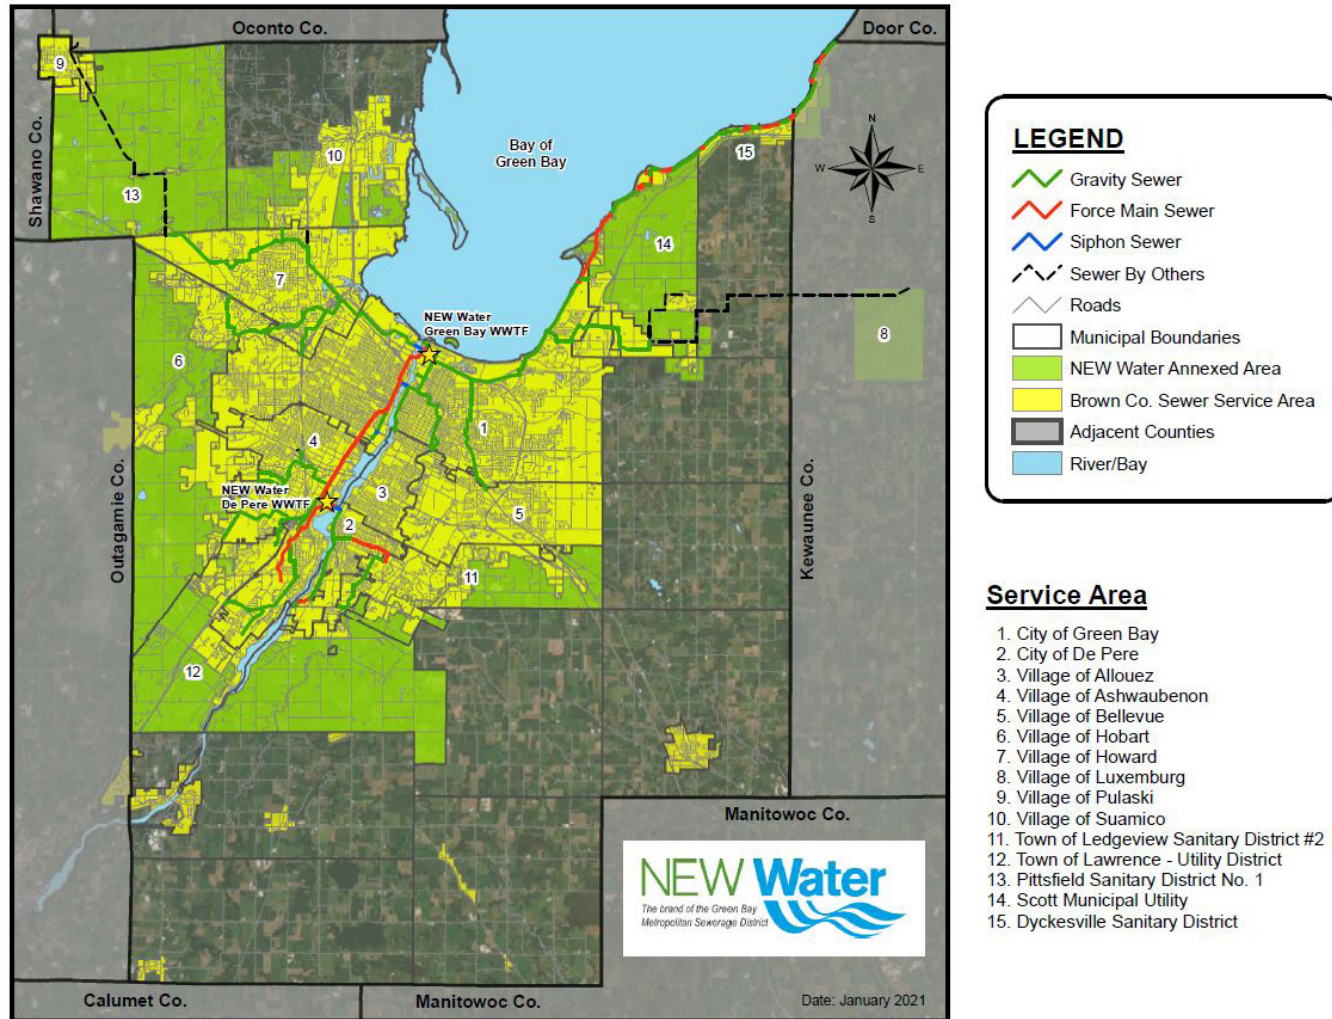 Oconto Co.
Door Co.
9
Shawano Co.
Bay of
Green Bay
10
15
N
W
E
S
13
14
7
NEW Water
Green Bay WWTF
8
6
1
4
NEW Water
De Pere WWTF
3
5
2
Outagamie Co.
Kewaunee Co.
11
12
Manitowoc Co.
NEW Water
The brand of the Green Bay
Metropolitan Sewerage District
Calumet Co.
Manitowoc Co.
Date: January 2021
LEGEND
Gravity Sewer
Force Main Sewer
Siphon Sewer
Sewer By Others
Roads
Municipal Boundaries
NEW Water Annexed Area
Brown Co. Sewer Service Area
Adjacent Counties
River/Bay
Service Area
1. City of Green Bay
2. City of De Pere
3. Village of Allouez
4. Village of Ashwaubenon
5. Village of Bellevue
6. Village of Hobart
7. Village of Howard
8. Village of Luxemburg
9. Village of Pulaski
10. Village of Suamico
11. Town of Ledgeview Sanitary District #2
12. Town of Lawrence - Utility District
13. Pittsfield Sanitary District No. 1
14. Scott Municipal Utility
15. Dyckesville Sanitary District